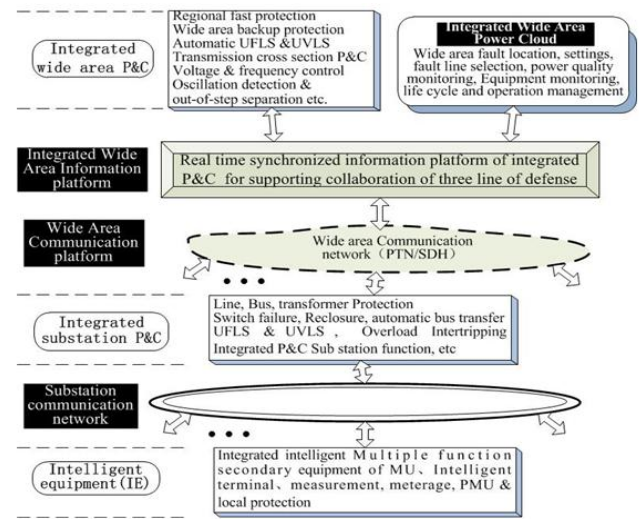 Integrated
wide area P&C
Regional fast protection
Wide area backup protection
Automatic UFLS &UVLS
Transmission cross section P&C
Voltage & frequency control
Oscillation detection &
out-of-step separation etc.
Integrated Wide Area
Power Cloud
Wide area fault location, settings,
fault line selection, power quality
monitoring, Equipment monitoring,
life cycle and operation management
Integrated Wide
Area Information
platform
Real time synchronized information platform of integrated
P&C for supporting collaboration of three line of defense
Wide Area
Communication
platform
Wide area Communication
network（PTN/SDH）
Integrated
substation P&C
Line, Bus, transformer Protection
Switch failure, Reclosure, automatic bus transfer
UFLS & UVLS ， Overload Intertripping
Integrated P&C Sub station function, etc
Substation
communication
network
Intelligent
equipment(IE)
Integrated intelligent Multiple function
secondary equipment of MU、Intelligent
terminal、measurement, meterage, PMU &
local protection